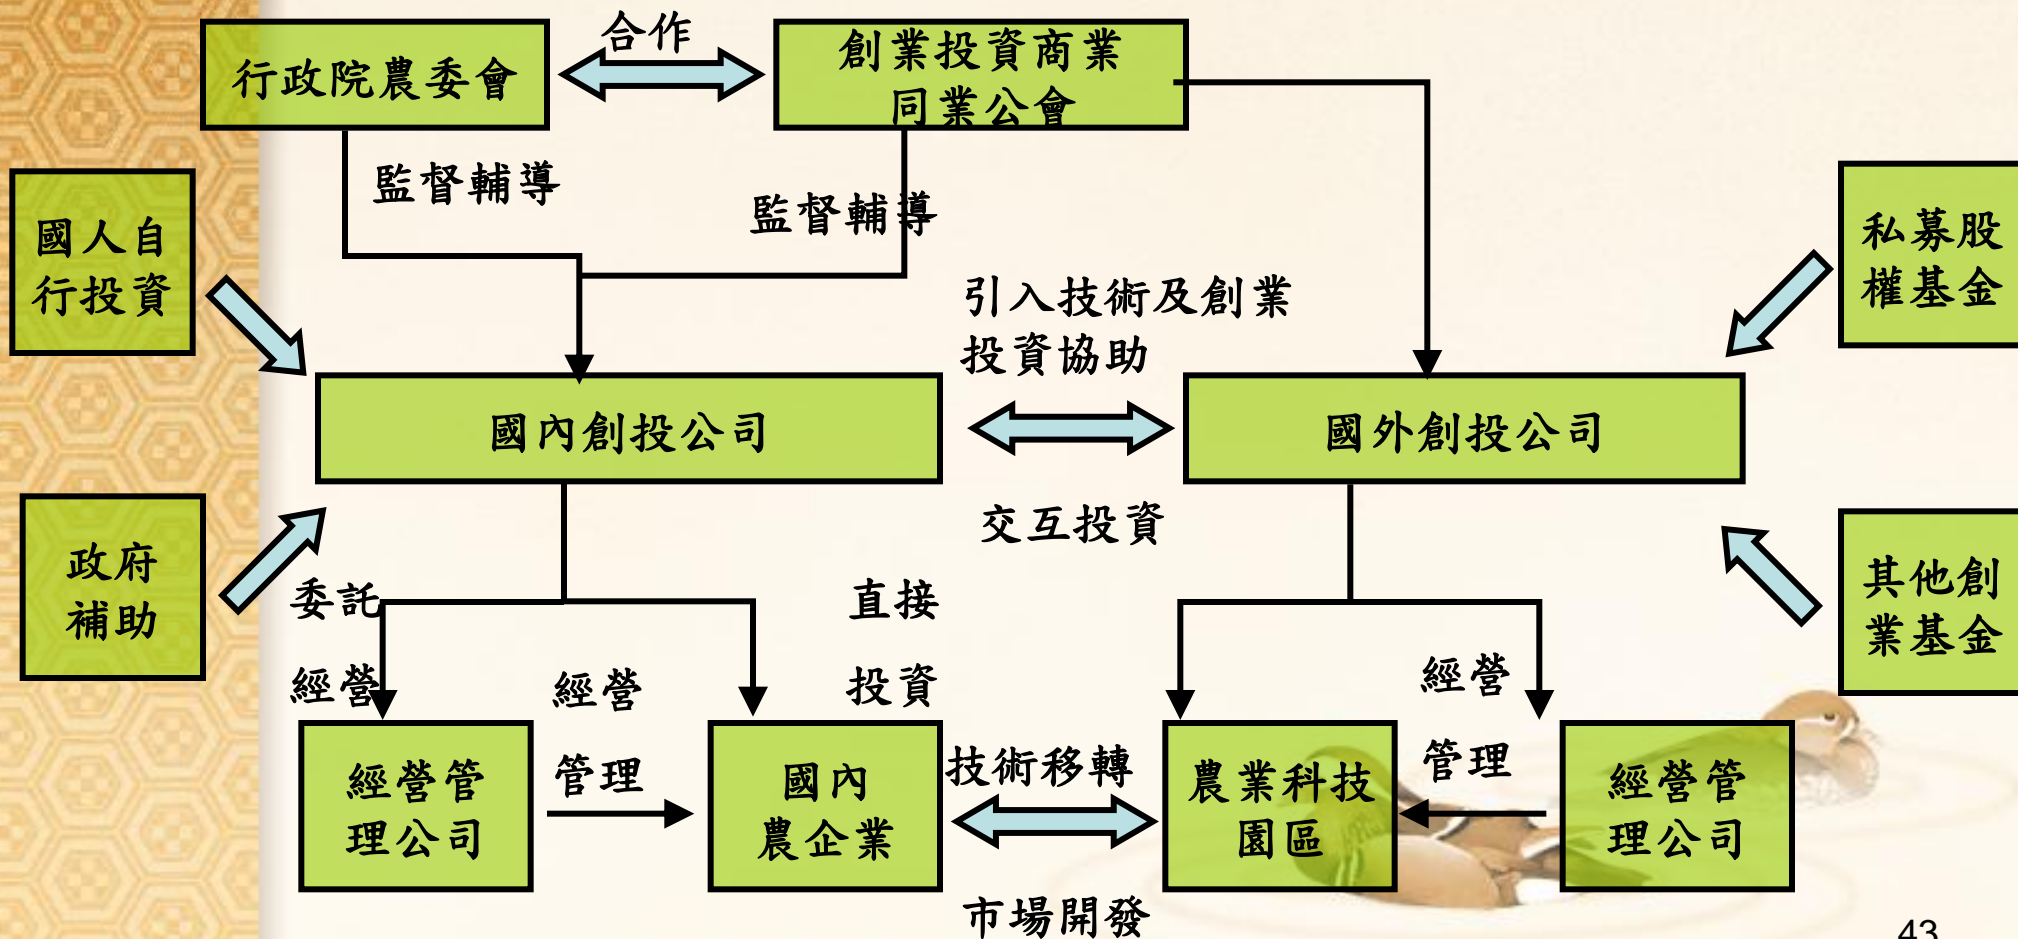 合作
行政院農委會
創業投資商業
同業公會
監督輔導
監督輔導
國人自
行投資
私募股
權基金
引入技術及創業
投資協助
國內創投公司
國外創投公司
交互投資
政府
補助
其他創
業基金
委託
經營
直接
投資
經營
管理
經營
管理
經營管
理公司
國內
農企業
技術移轉
農業科技
園區
經營管
理公司
市場開發
43